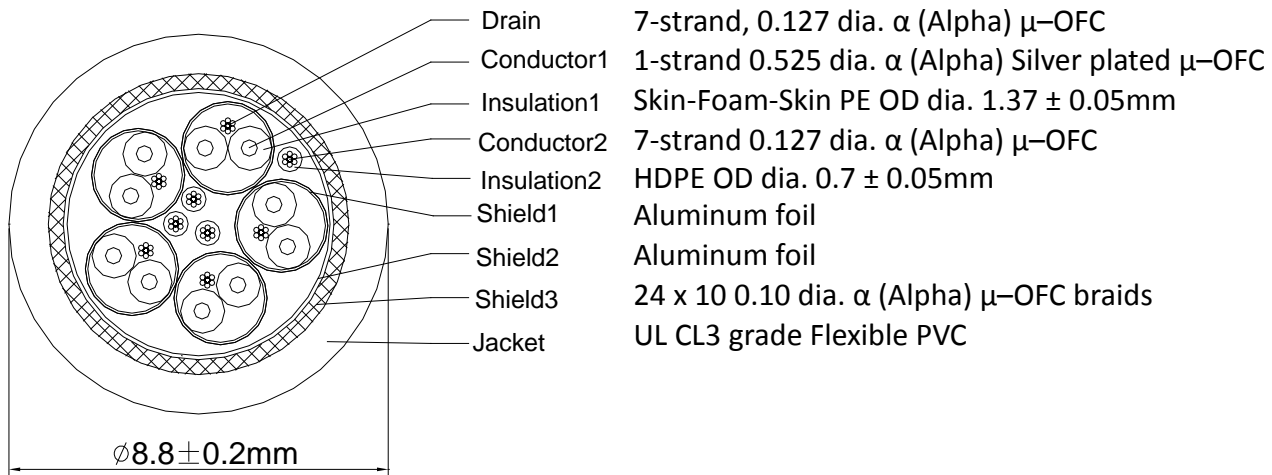 Drain 7-strand, 0.127 dia. α (Alpha) μ–OFC
Conductor1 1-strand 0.525 dia. α (Alpha) Silver plated μ–OFC
Insulation1 Skin-Foam-Skin PE OD dia. 1.37 ± 0.05mm
Conductor2 7-strand 0.127 dia. α (Alpha) μ–OFC
Insulation2 HDPE OD dia. 0.7 ± 0.05mm
Shield1 Aluminum foil
Shield2 Aluminum foil
Shield3 24 x 10 0.10 dia. α (Alpha) μ–OFC braids
Jacket UL CL3 grade Flexible PVC
∅8.8±0.2mm